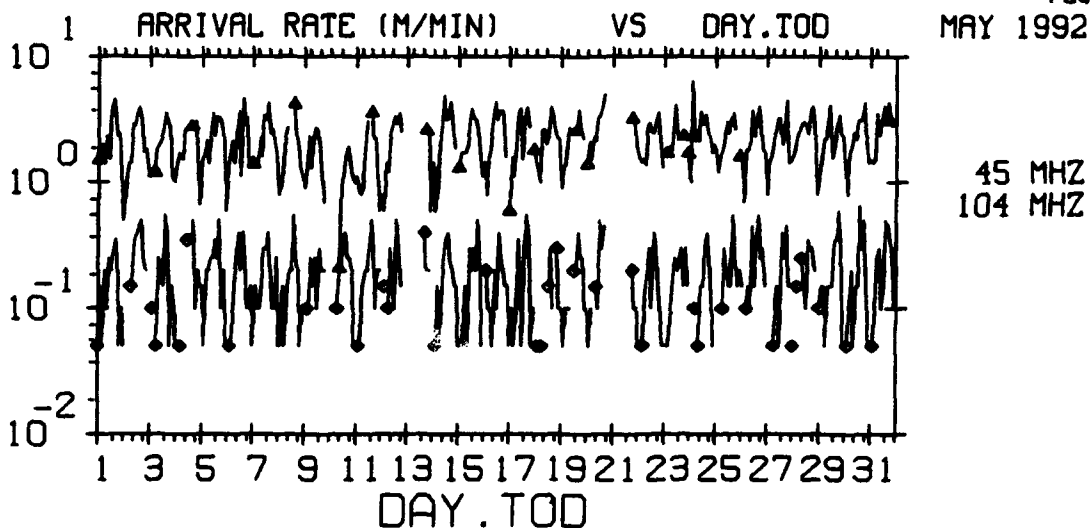 ARRIVAL RATE (M/MIN) VS DAY.TOD MAY 1992
10^1
10^0
45 MHZ
104 MHZ
10^-1
10^-2
1 3 5 7 9 11 13 15 17 19 21 23 25 27 29 31
DAY.TOD